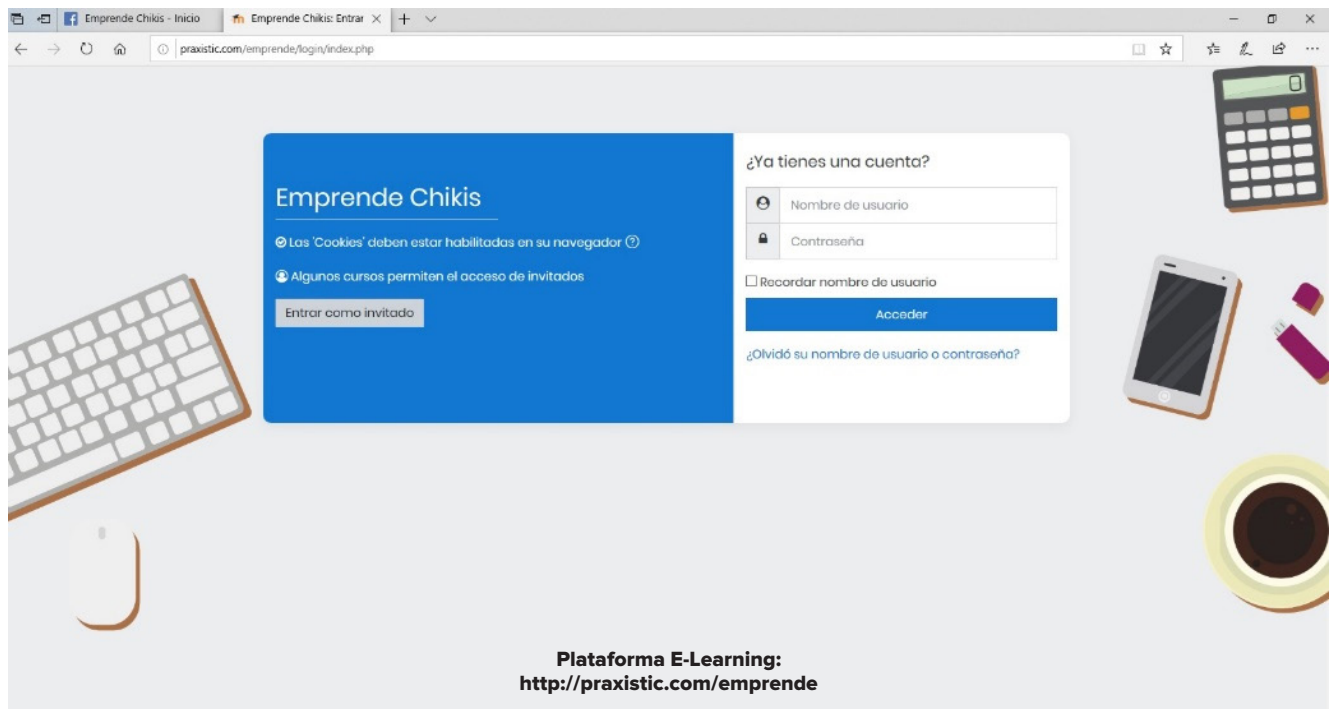 Emprende Chikis - Inicio
Emprende Chikis: Entrar
praxistic.com/emprende/login/index.php
Emprende Chikis
Las 'Cookies' deben estar habilitadas en su navegador
Algunos cursos permiten el acceso de invitados
Entrar como invitado
¿Ya tienes una cuenta?
Nombre de usuario
Contraseña
Recordar nombre de usuario
Acceder
¿Olvidó su nombre de usuario o contraseña?
0
Plataforma E-Learning:
http://praxistic.com/emprende